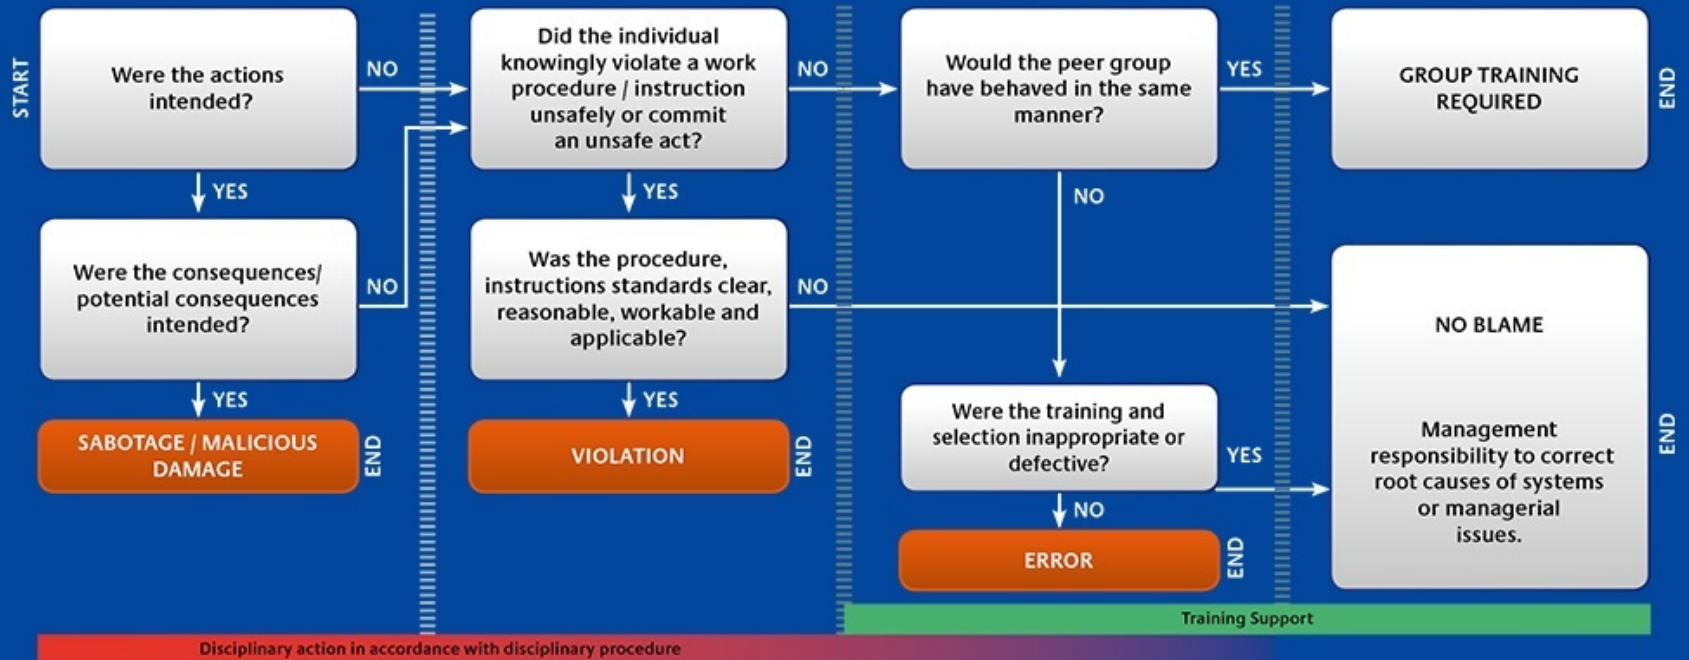 START
Were the actions
intended?
NO
YES
Were the consequences/
potential consequences
intended?
NO
YES
SABOTAGE / MALICIOUS
DAMAGE
END
Did the individual
knowingly violate a work
procedure / instruction
unsafely or commit
an unsafe act?
NO
YES
Was the procedure,
instructions standards clear,
reasonable, workable and
applicable?
NO
YES
VIOLATION
END
Would the peer group
have behaved in the same
manner?
YES
NO
Were the training and
selection inappropriate or
defective?
YES
NO
ERROR
END
GROUP TRAINING
REQUIRED
END
NO BLAME
Management
responsibility to correct
root causes of systems
or managerial
issues.
END
Training Support
Disciplinary action in accordance with disciplinary procedure